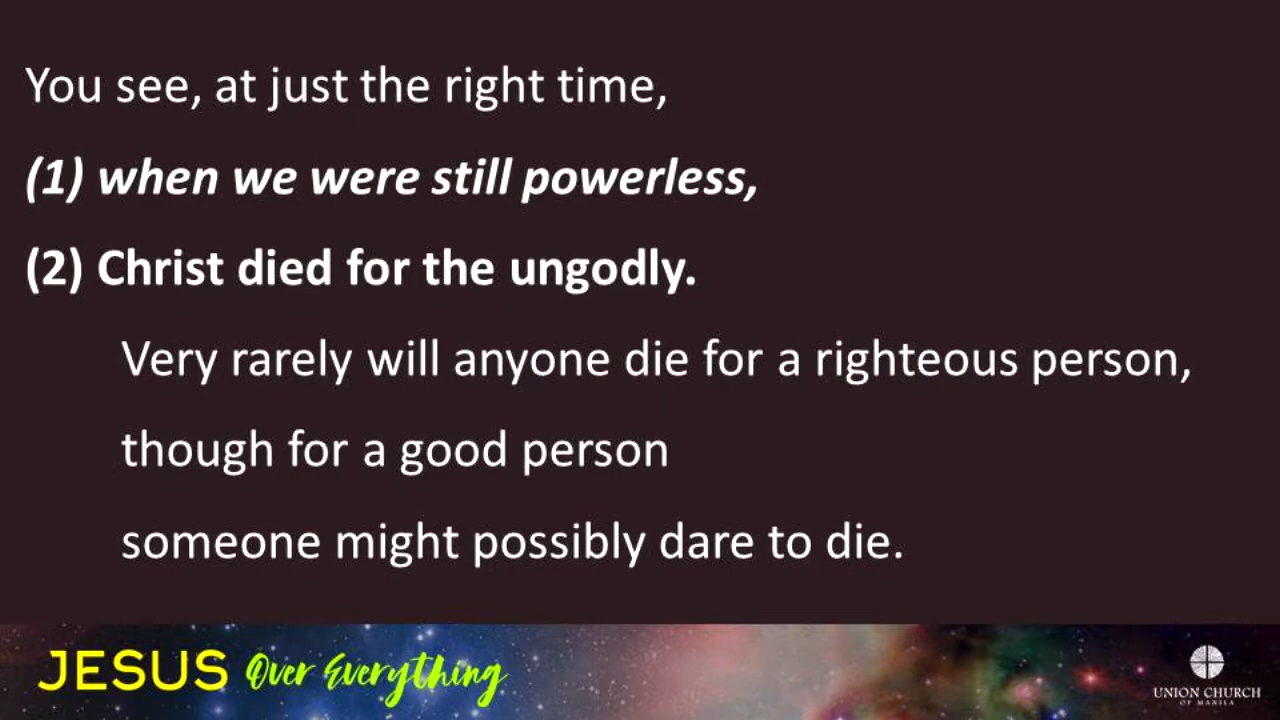 You see, at just the right time,
(1) when we were still powerless,
(2) Christ died for the ungodly.
Very rarely will anyone die for a righteous person,
though for a good person
someone might possibly dare to die.
JESUS Over Everything
UNION CHURCH
OF MANILA